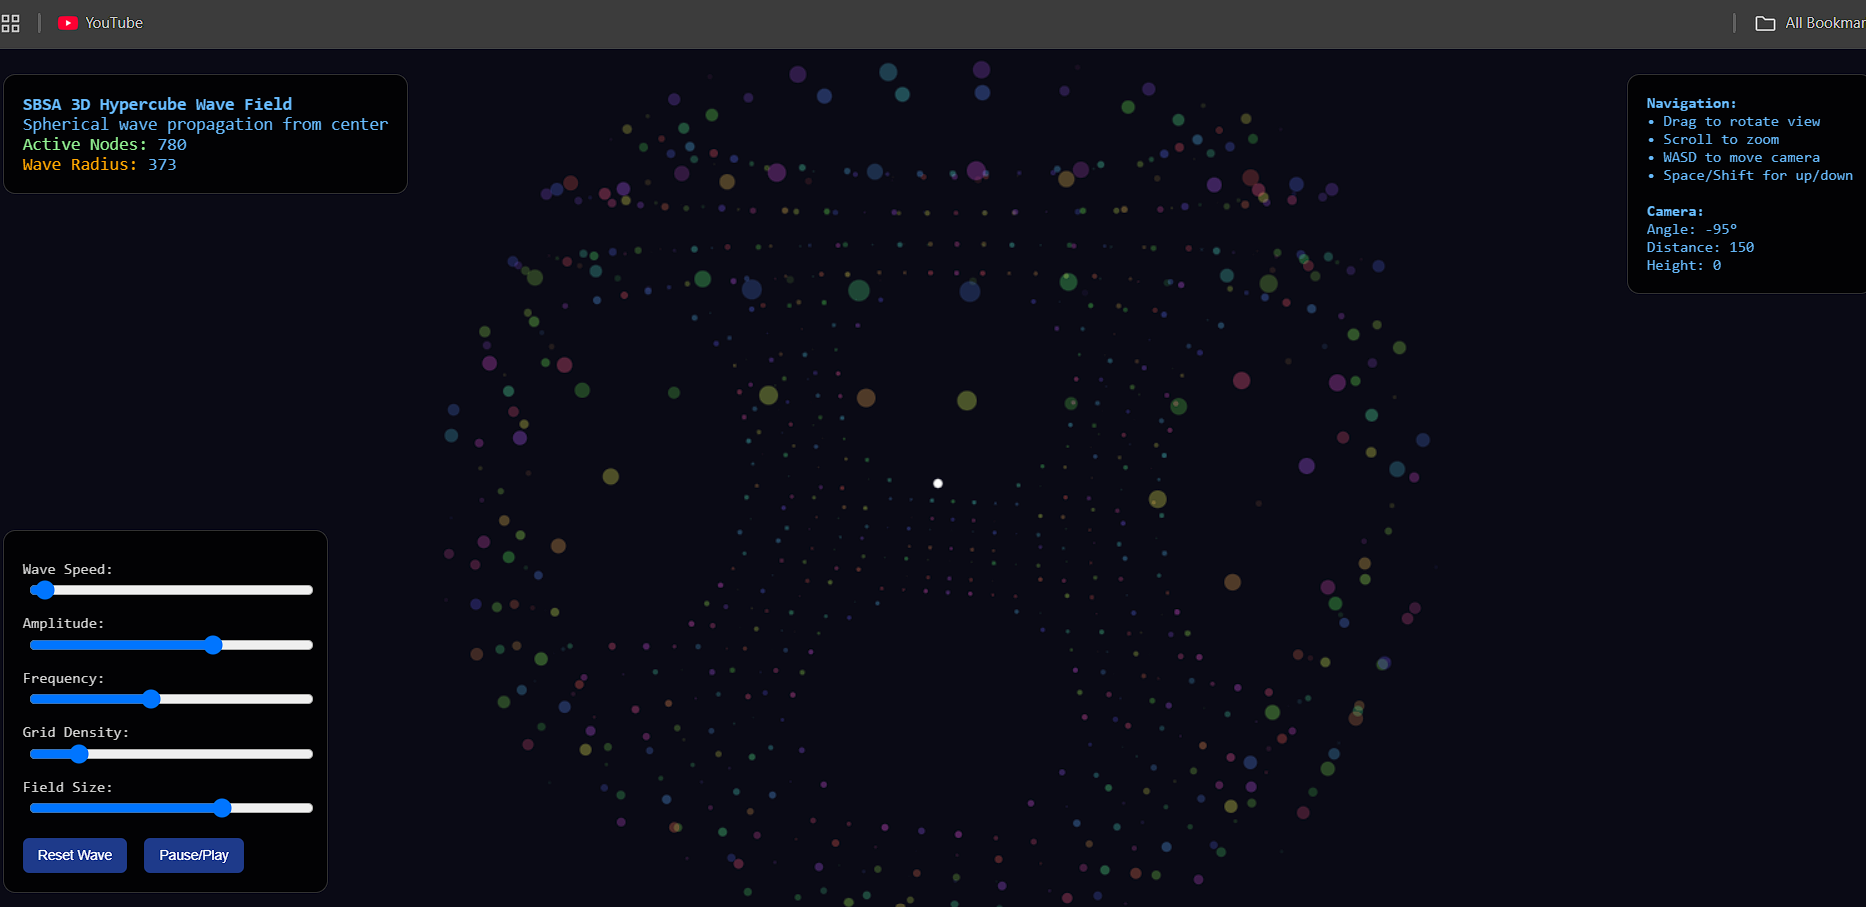 YouTube
All Bookmar
SBSA 3D Hypercube Wave Field
Spherical wave propagation from center
Active Nodes: 780
Wave Radius: 373
Navigation:
• Drag to rotate view
• Scroll to zoom
• WASD to move camera
• Space/Shift for up/down
Camera:
Angle: -95°
Distance: 150
Height: 0
Wave Speed:
Amplitude:
Frequency:
Grid Density:
Field Size:
Reset Wave
Pause/Play